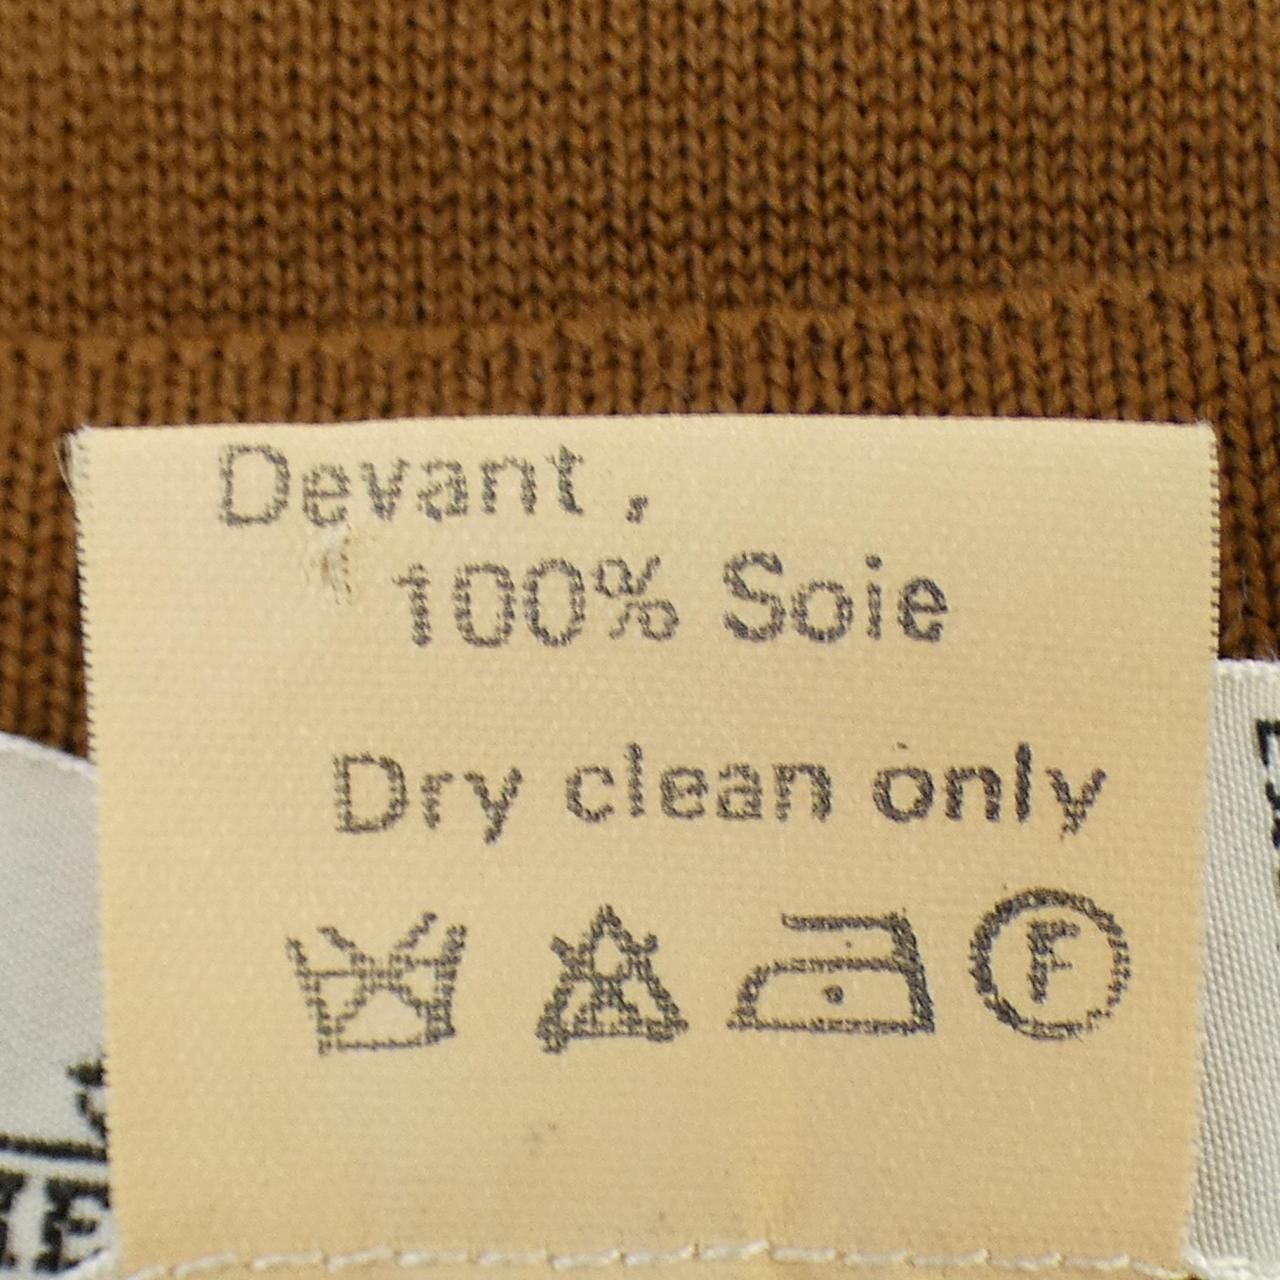 Devant,
100% Soie
Dry clean only
F